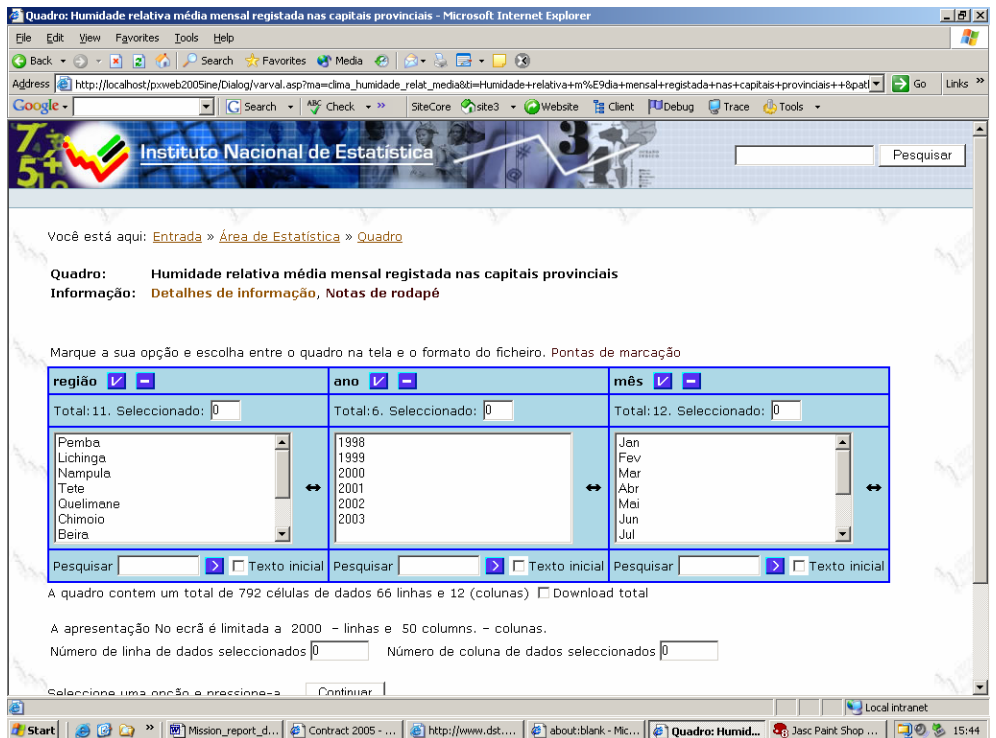 Quadro: Humidade relativa média mensal registada nas capitais provinciais - Microsoft Internet Explorer
File Edit View Favorites Tools Help
Back Search Favorites Media
Address http://localhost/pxweb2005ine/Dialog/varval.asp?ma=clima_humidade_relat_media&ti=Humidade+relativa+m%E9dia+mensal+registada+nas+capitais+provinciais++&pat Go Links »
Google - Search ABC Check » SiteCore site3 Website Client Debug Trace Tools
Instituto Nacional de Estatística Pesquisar
Você está aqui: Entrada » Área de Estatística » Quadro
Quadro: Humidade relativa média mensal registada nas capitais provinciais
Informação: Detalhes de informação, Notas de rodapé
Marque a sua opção e escolha entre o quadro na tela e o formato do ficheiro. Pontas de marcação
região ano mês
Total:11. Seleccionado: 0 Total:6. Seleccionado: 0 Total:12. Seleccionado: 0
Pemba 1998 Jan
Lichinga 1999 Fev
Nampula 2000 Mar
Tete 2001 Abr
Quelimane 2002 Mai
Chimoio 2003 Jun
Beira Jul
Pesquisar Texto inicial Pesquisar Texto inicial Pesquisar Texto inicial
A quadro contem um total de 792 células de dados 66 linhas e 12 (colunas) Download total
A apresentação No ecrã é limitada a 2000 – linhas e 50 columns. – colunas.
Número de linha de dados seleccionados 0 Número de coluna de dados seleccionados 0
Seleccione uma opção e pressione-a Continuar
Local intranet
Start » Mission_report_d... Contract 2005 - ... http://www.dst.... about:blank - Mic... Quadro: Humid... Jasc Paint Shop ... 15:44